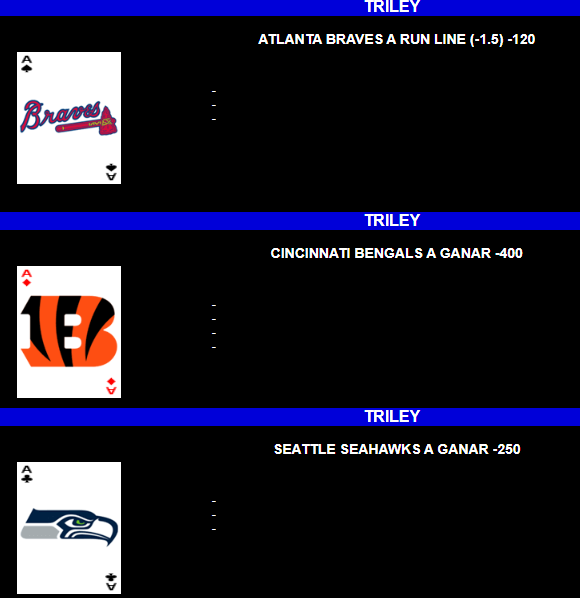 TRILEY
ATLANTA BRAVES A RUN LINE (-1.5) -120
A
Braves
-
-
-
A
TRILEY
CINCINNATI BENGALS A GANAR -400
A
B
-
-
-
-
A
TRILEY
SEATTLE SEAHAWKS A GANAR -250
A
-
-
-
A